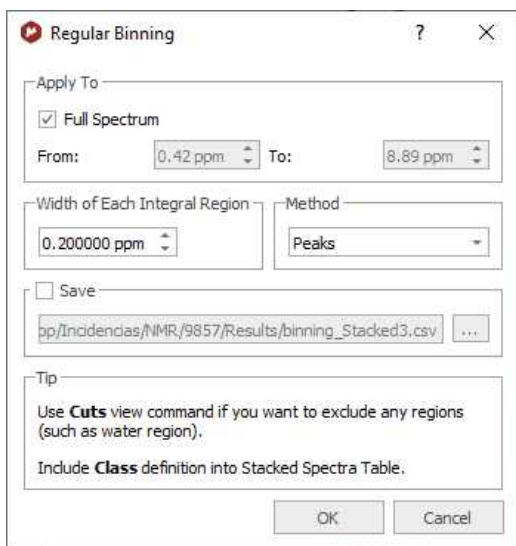 Regular Binning
?
Apply To
Full Spectrum
From: 0.42 ppm To: 8.89 ppm
Width of Each Integral Region Method
0.200000 ppm Peaks
Save
op/Incidencias/NMR/9857/Results/binning_Stacked3.csv ...
Tip
Use Cuts view command if you want to exclude any regions
(such as water region).
Include Class definition into Stacked Spectra Table.
OK Cancel